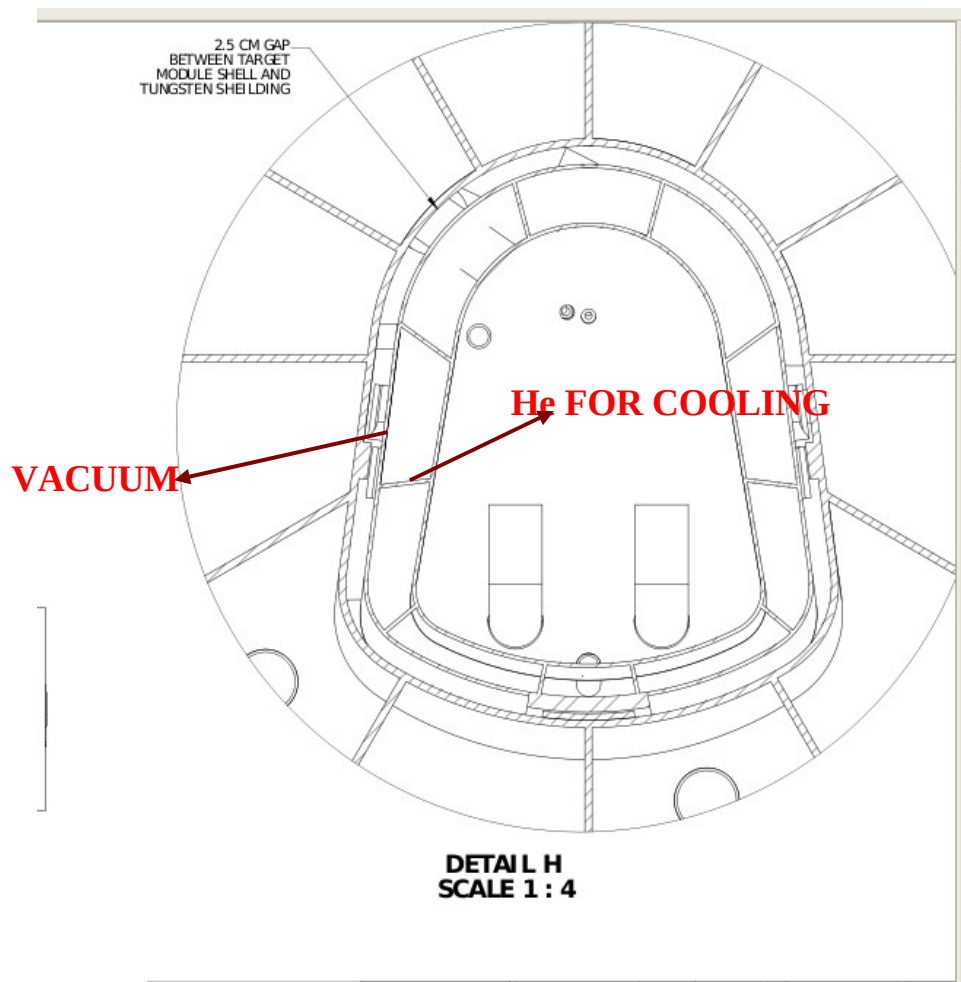 2.5 CM GAP
BETWEEN TARGET
MODULE SHELL AND
TUNGSTEN SHEILDING
He FOR COOLING
VACUUM
DETAIL H
SCALE 1 : 4